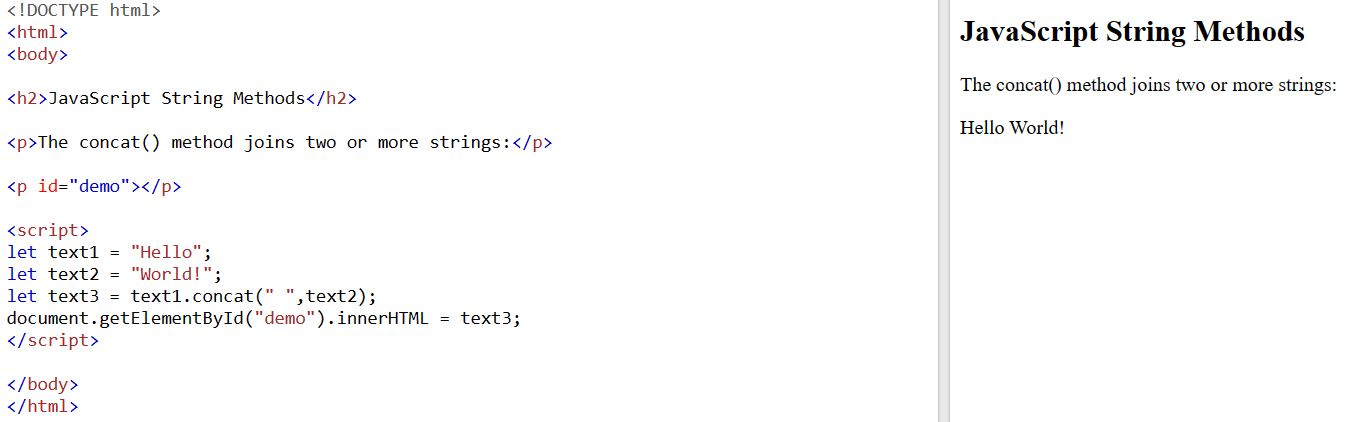 <!DOCTYPE html>
<html>
<body>
<h2>JavaScript String Methods</h2>
<p>The concat() method joins two or more strings:</p>
<p id="demo"></p>
<script>
let text1 = "Hello";
let text2 = "World!";
let text3 = text1.concat(" ",text2);
document.getElementById("demo").innerHTML = text3;
</script>
</body>
</html>
JavaScript String Methods
The concat() method joins two or more strings:
Hello World!